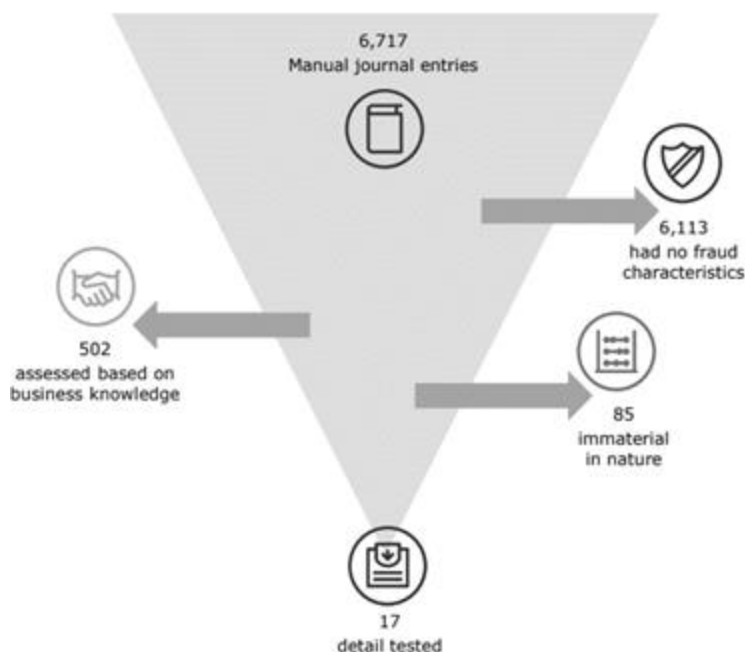 6,717
Manual journal entries
6,113
had no fraud
characteristics
502
assessed based on
business knowledge
85
immaterial
in nature
17
detail tested